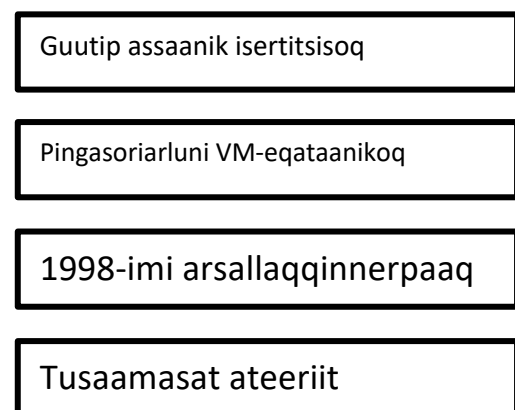 Guutip assaanik isertitsisoq
Pingasoriarluni VM-eqataanikoq
1998-imi arsallaqqinnerpaaq
Tusaamasat ateeriit